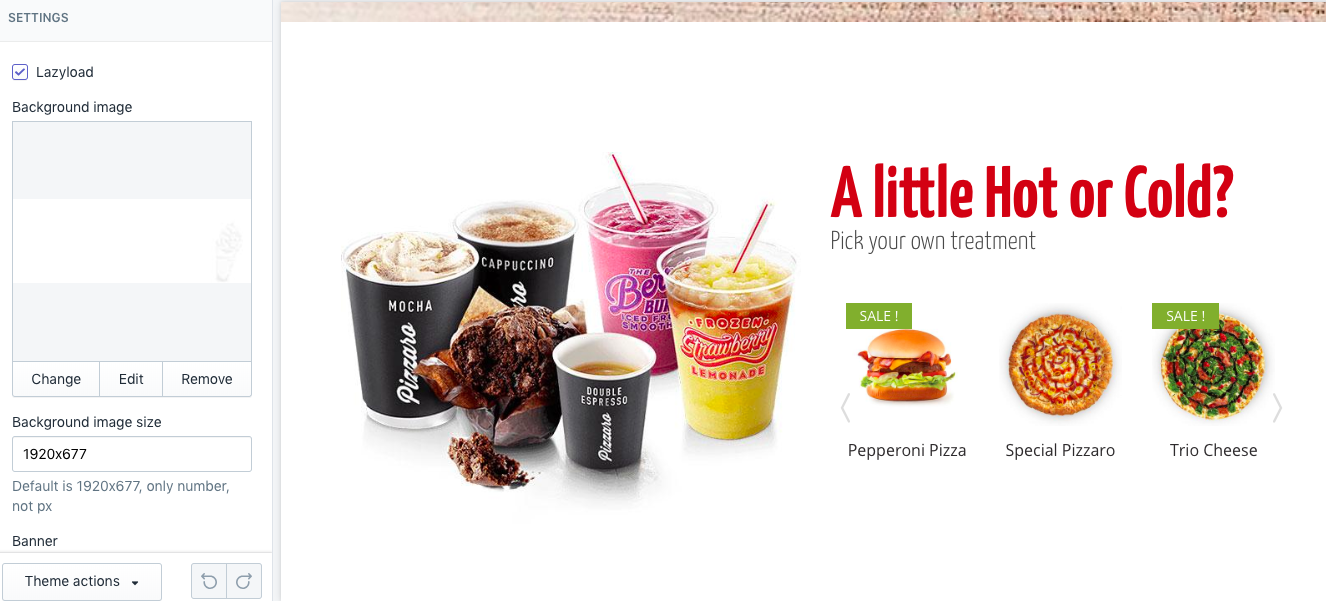 SETTINGS
Lazyload
Background image
Change
Edit
Remove
Background image size
1920x677
Default is 1920x677, only number,
not px
Banner
Theme actions
A little Hot or Cold?
Pick your own treatment
CAPPUCCINO
MOCHA
Pizzaro
THE
ICED
FROZEN
Strawberry
LEMONADE
DOUBLE
ESPRESSO
Pizzaro
SALE !
SALE !
Pepperoni Pizza
Special Pizzaro
Trio Cheese